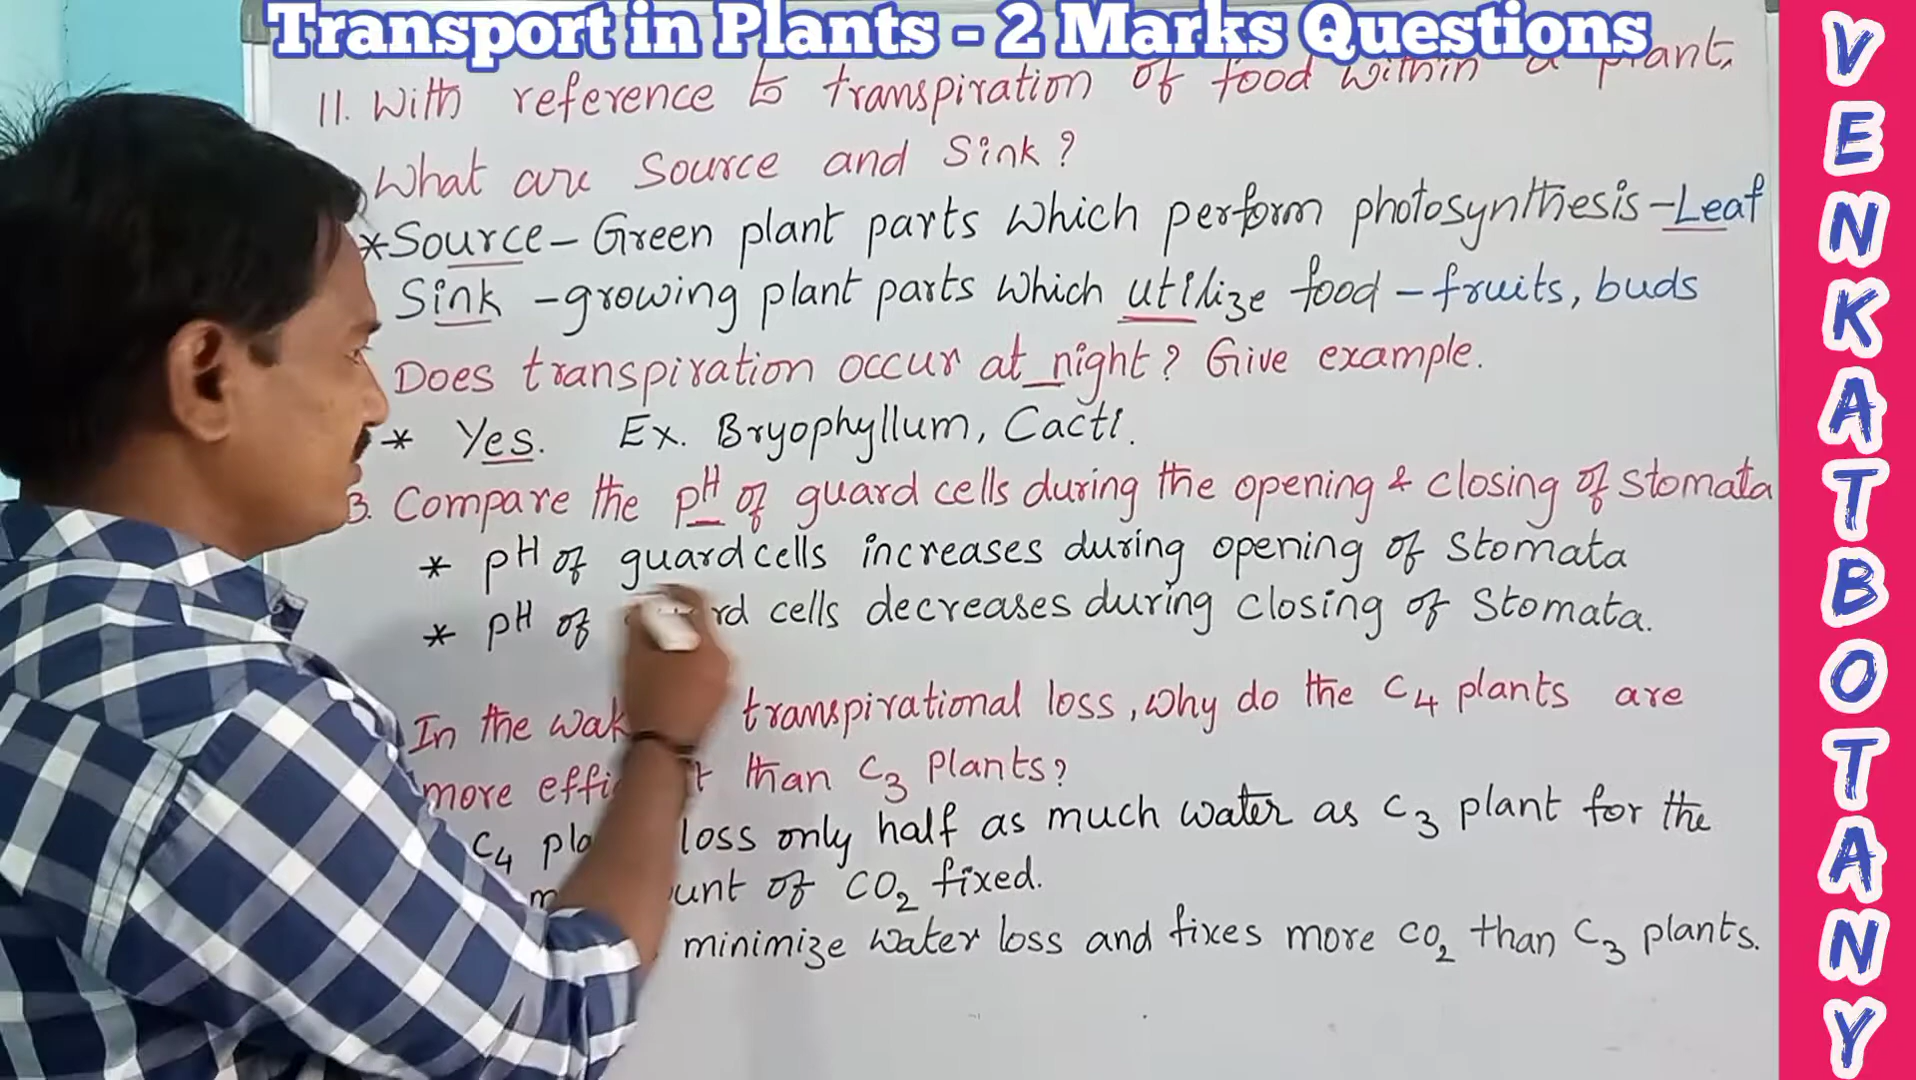 Transport in Plants - 2 Marks Questions
11. With reference to transpiration of food within a plant,
What are Source and Sink?
*Source - Green plant parts which perform photosynthesis - Leaf
Sink - growing plant parts which utilize food - fruits, buds
Does transpiration occur at night? Give example.
* Yes. Ex. Bryophyllum, Cacti.
3. Compare the pH of guard cells during the opening & closing of Stomata
* pH of guard cells increases during opening of Stomata
* pH of cells decreases during closing of Stomata.
In the transpirational loss, why do the C4 plants are
more than C3 Plants?
C4 loss only half as much water as C3 plant for the
of CO2 fixed.
minimize water loss and fixes more CO2 than C3 plants.
VENKATBOTANY